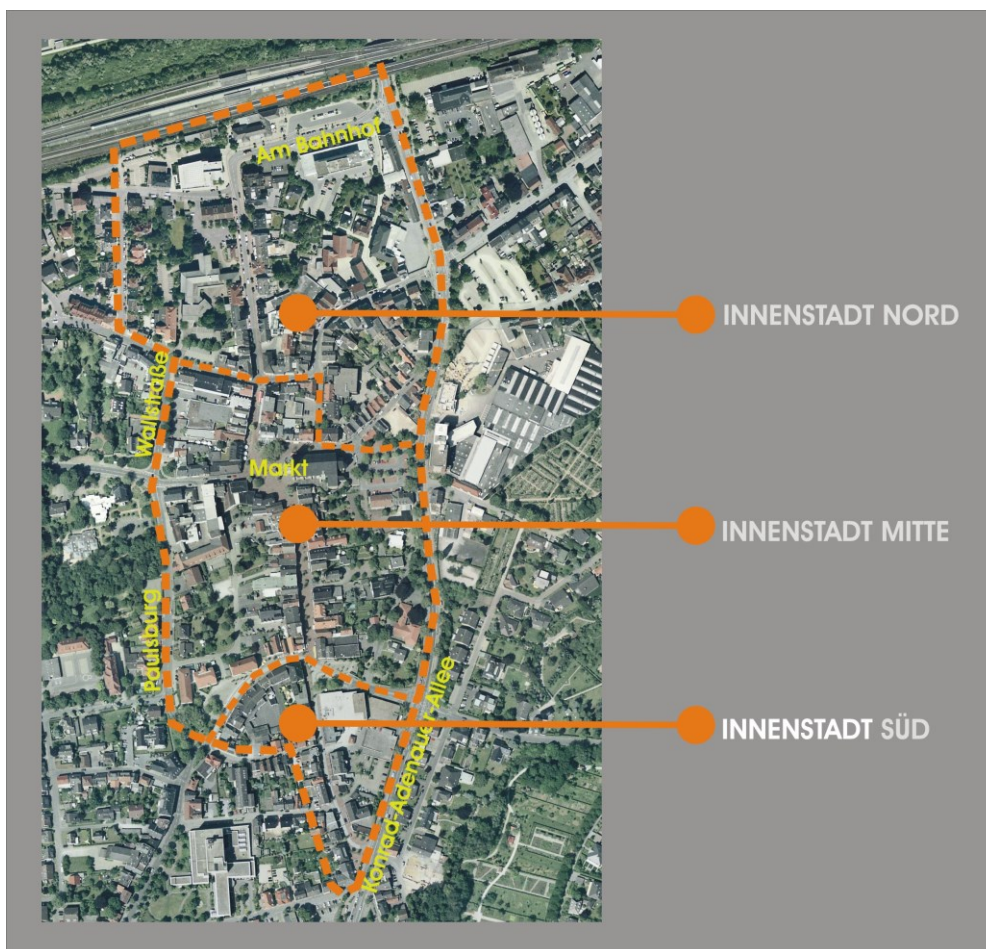 Am Bahnhof
INNENSTADT NORD
Wallstraße
Markt
INNENSTADT MITTE
Paulsburg
Konrad-Adenauer-Allee
INNENSTADT SÜD